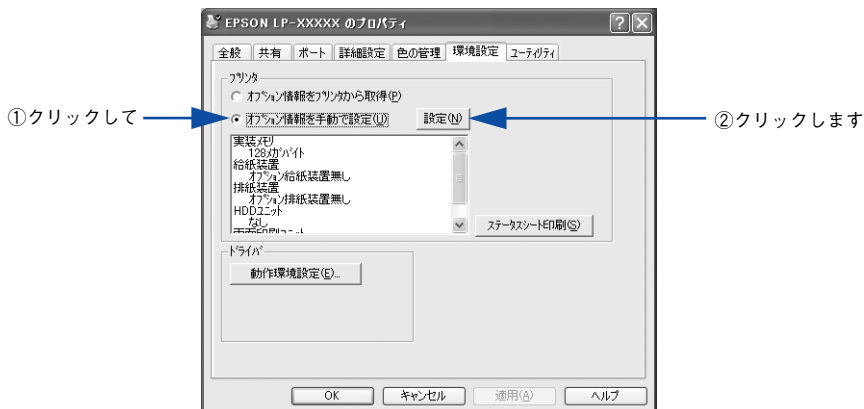 EPSON LP-XXXXX のプロパティ
全般 共有 ポート 詳細設定 色の管理 環境設定 ユーティリティ
プリンタ
オプション情報をプリンタから取得(P)
①クリックして
オプション情報を手動で設定(U)
設定(N)
②クリックします
実装メモリ
128メガバイト
給紙装置
オプション給紙装置無し
排紙装置
オプション排紙装置無し
HDDユニット
なし
両面印刷ユニット
ステータスシート印刷(S)
ドライバ
動作環境設定(E)...
OK キャンセル 適用(A) ヘルプ